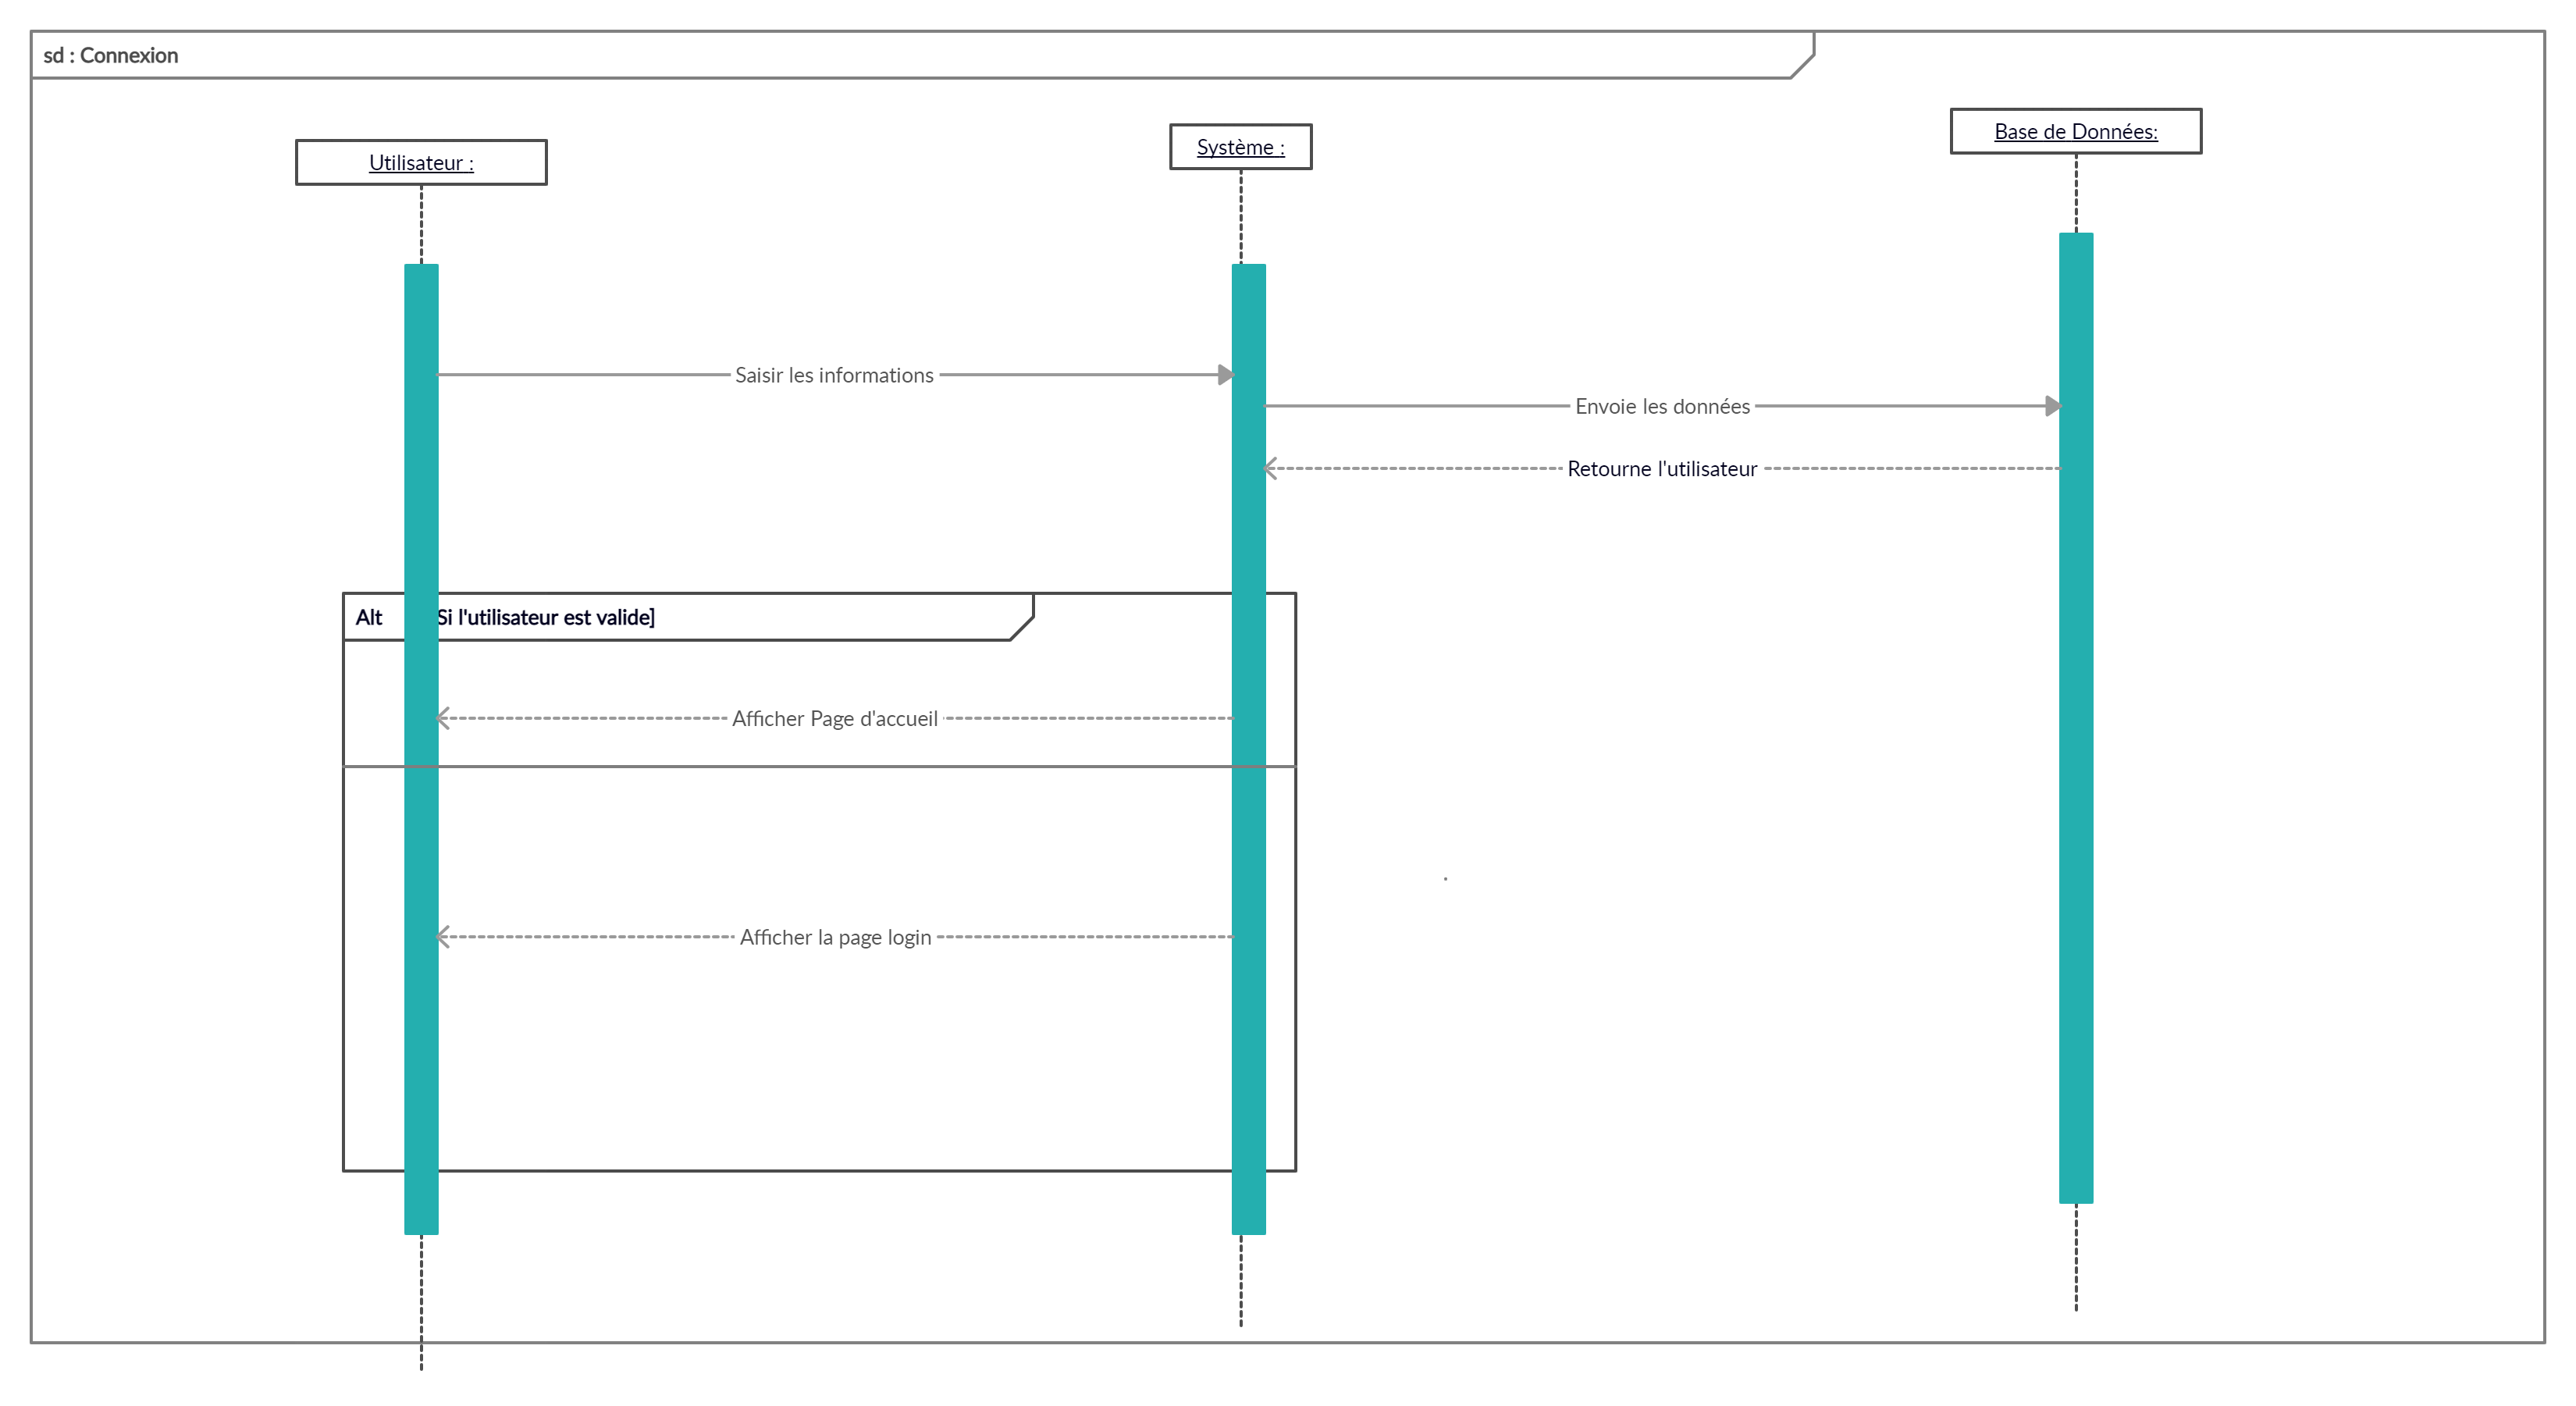 sd : Connexion
Utilisateur :
Système :
Base de Données:
Saisir les informations
Envoie les données
Retourne l'utilisateur
Alt Si l'utilisateur est valide]
Afficher Page d'accueil
Afficher la page login